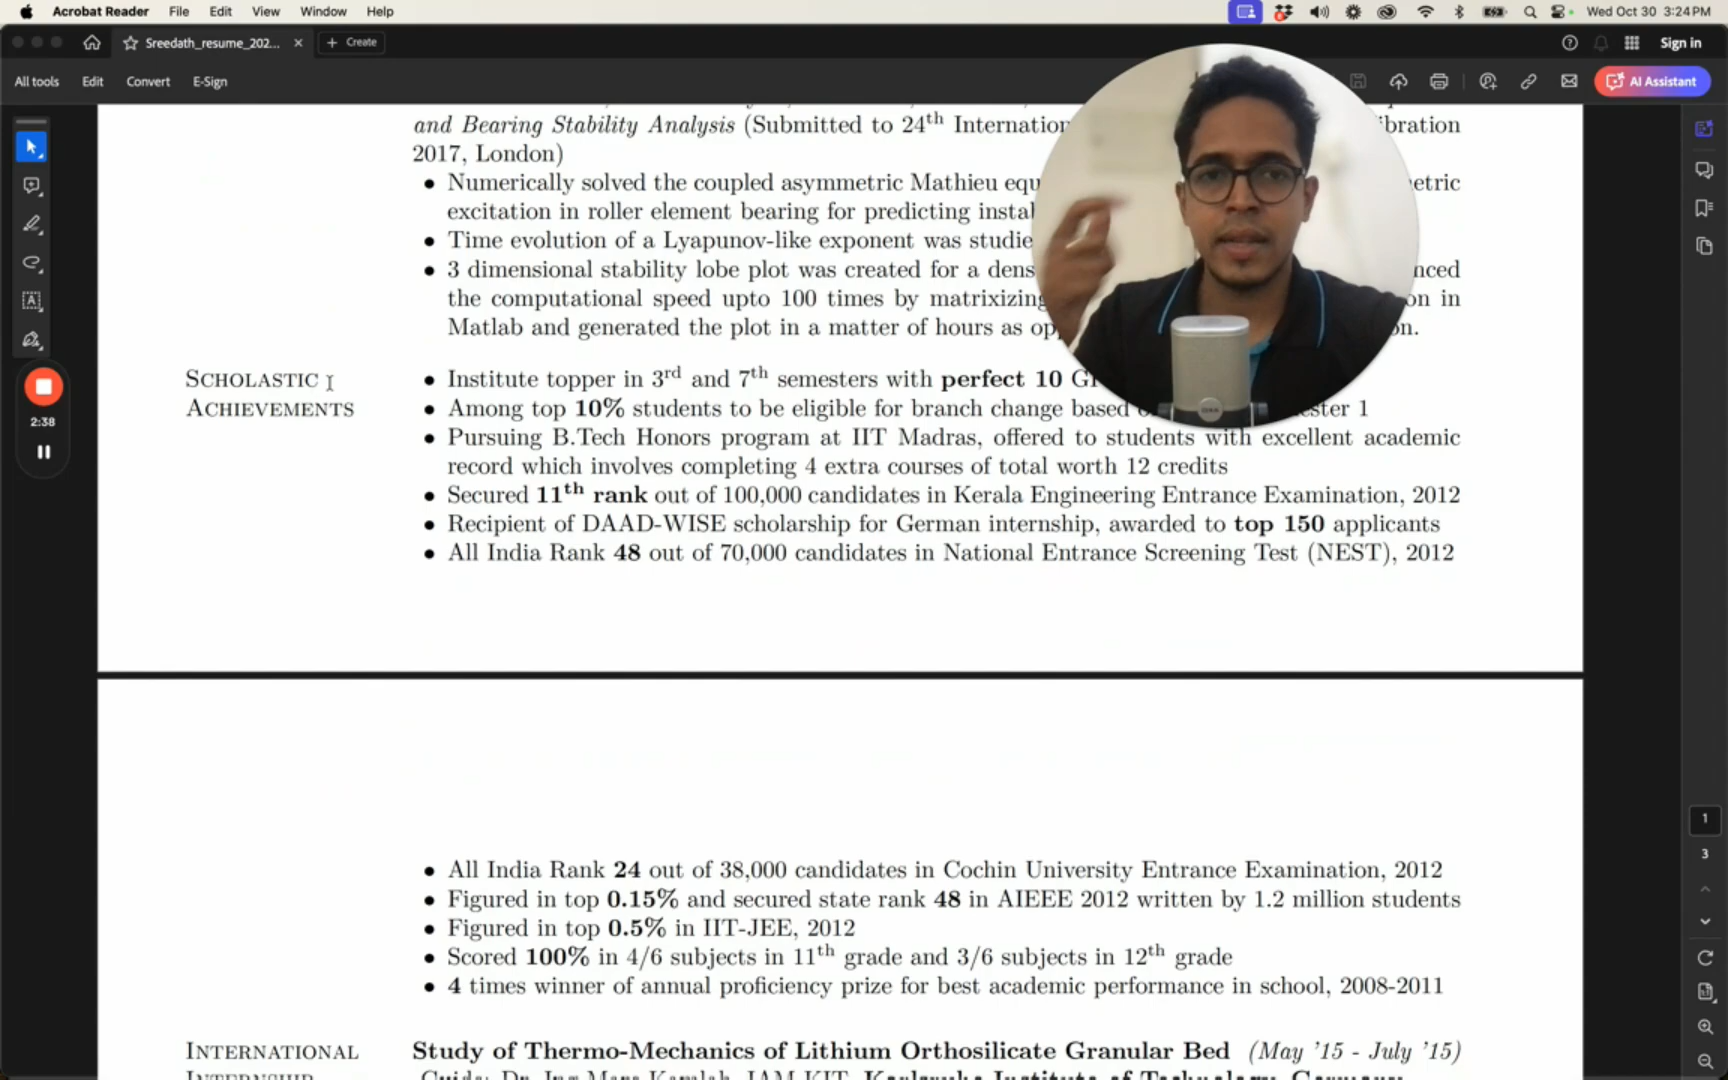 Acrobat Reader File Edit View Window Help Wed Oct 30 3:24 PM
Sreedath_resume_202... × + Create Sign in
All tools Edit Convert E-Sign AI Assistant
and Bearing Stability Analysis (Submitted to 24th Internation ibration
2017, London)
• Numerically solved the coupled asymmetric Mathieu equ etric
excitation in roller element bearing for predicting insta
• Time evolution of a Lyapunov-like exponent was studie
• 3 dimensional stability lobe plot was created for a dens nced
the computational speed upto 100 times by matrixizing on in
Matlab and generated the plot in a matter of hours as op on.
SCHOLASTIC
ACHIEVEMENTS
• Institute topper in 3rd and 7th semesters with perfect 10
• Among top 10% students to be eligible for branch change based ester 1
• Pursuing B.Tech Honors program at IIT Madras, offered to students with excellent academic
record which involves completing 4 extra courses of total worth 12 credits
• Secured 11th rank out of 100,000 candidates in Kerala Engineering Entrance Examination, 2012
• Recipient of DAAD-WISE scholarship for German internship, awarded to top 150 applicants
• All India Rank 48 out of 70,000 candidates in National Entrance Screening Test (NEST), 2012
2:38
• All India Rank 24 out of 38,000 candidates in Cochin University Entrance Examination, 2012
• Figured in top 0.15% and secured state rank 48 in AIEEE 2012 written by 1.2 million students
• Figured in top 0.5% in IIT-JEE, 2012
• Scored 100% in 4/6 subjects in 11th grade and 3/6 subjects in 12th grade
• 4 times winner of annual proficiency prize for best academic performance in school, 2008-2011
1
3
INTERNATIONAL
Study of Thermo-Mechanics of Lithium Orthosilicate Granular Bed (May '15 - July '15)